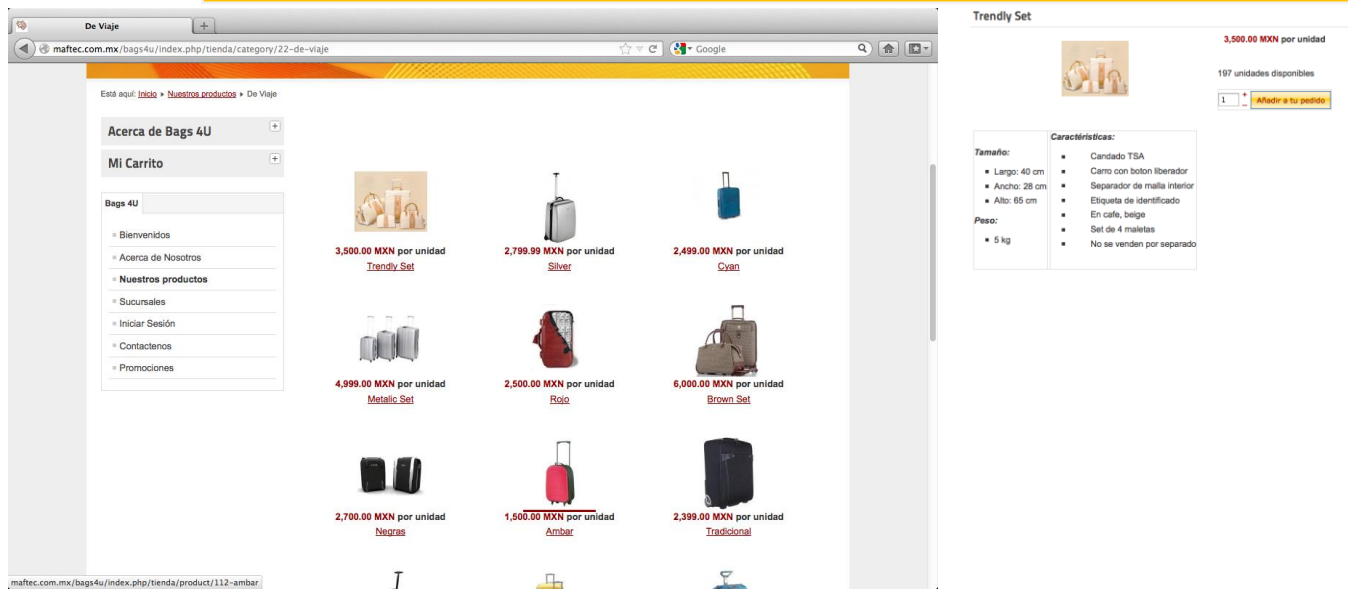 De Viaje
maftec.com.mx/bags4u/index.php/tienda/category/22-de-viaje
Google
Está aquí: Inicio Nuestros productos De Viaje
Acerca de Bags 4U
Mi Carrito
Bags 4U
Bienvenidos
Acerca de Nosotros
Nuestros productos
Sucursales
Iniciar Sesión
Contactenos
Promociones
3,500.00 MXN por unidad
Trendly Set
2,799.99 MXN por unidad
Silver
2,499.00 MXN por unidad
Cyan
4,999.00 MXN por unidad
Metalic Set
2,500.00 MXN por unidad
Rojo
6,000.00 MXN por unidad
Brown Set
2,700.00 MXN por unidad
Negras
1,500.00 MXN por unidad
Ambar
2,399.00 MXN por unidad
Tradicional
maftec.com.mx/bags4u/index.php/tienda/product/112-ambar
Trendly Set
3,500.00 MXN por unidad
197 unidades disponibles
1 + - Añadir a tu pedido
Tamaño:
Largo: 40 cm
Ancho: 28 cm
Alto: 65 cm
Peso:
5 kg
Caractéristicas:
Candado TSA
Carro con boton liberador
Separador de malla interior
Etiqueta de identificado
En cafe, beige
Set de 4 maletas
No se venden por separado